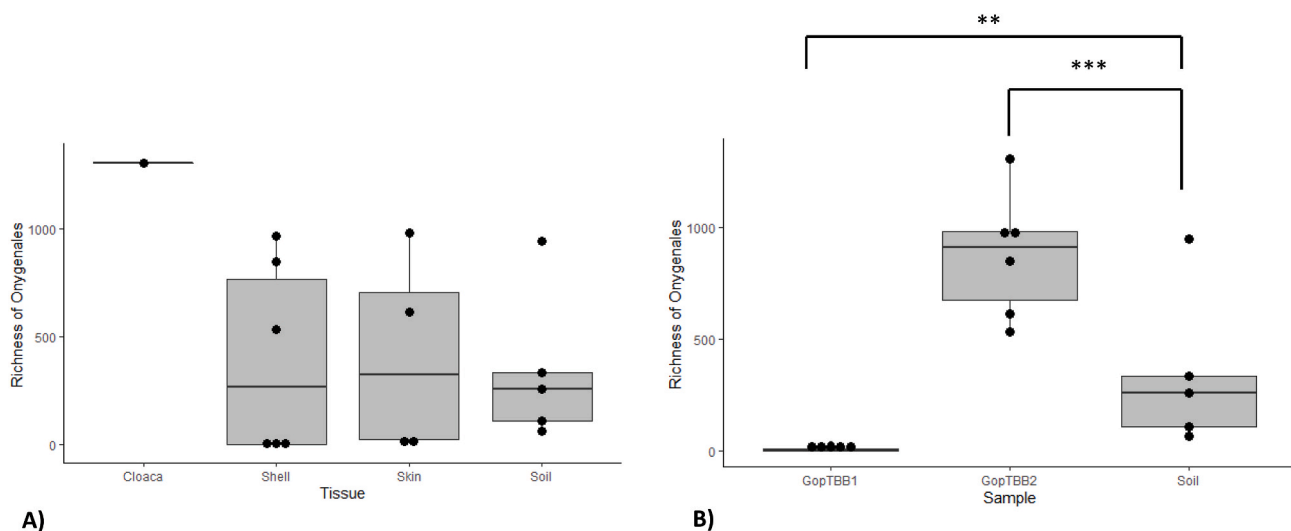 Richness of Onygenales
1000
500
0
Cloaca
Shell
Skin
Soil
Tissue
A)
**
***
Richness of Onygenales
1000
500
0
GopTBB1
GopTBB2
Soil
Sample
B)